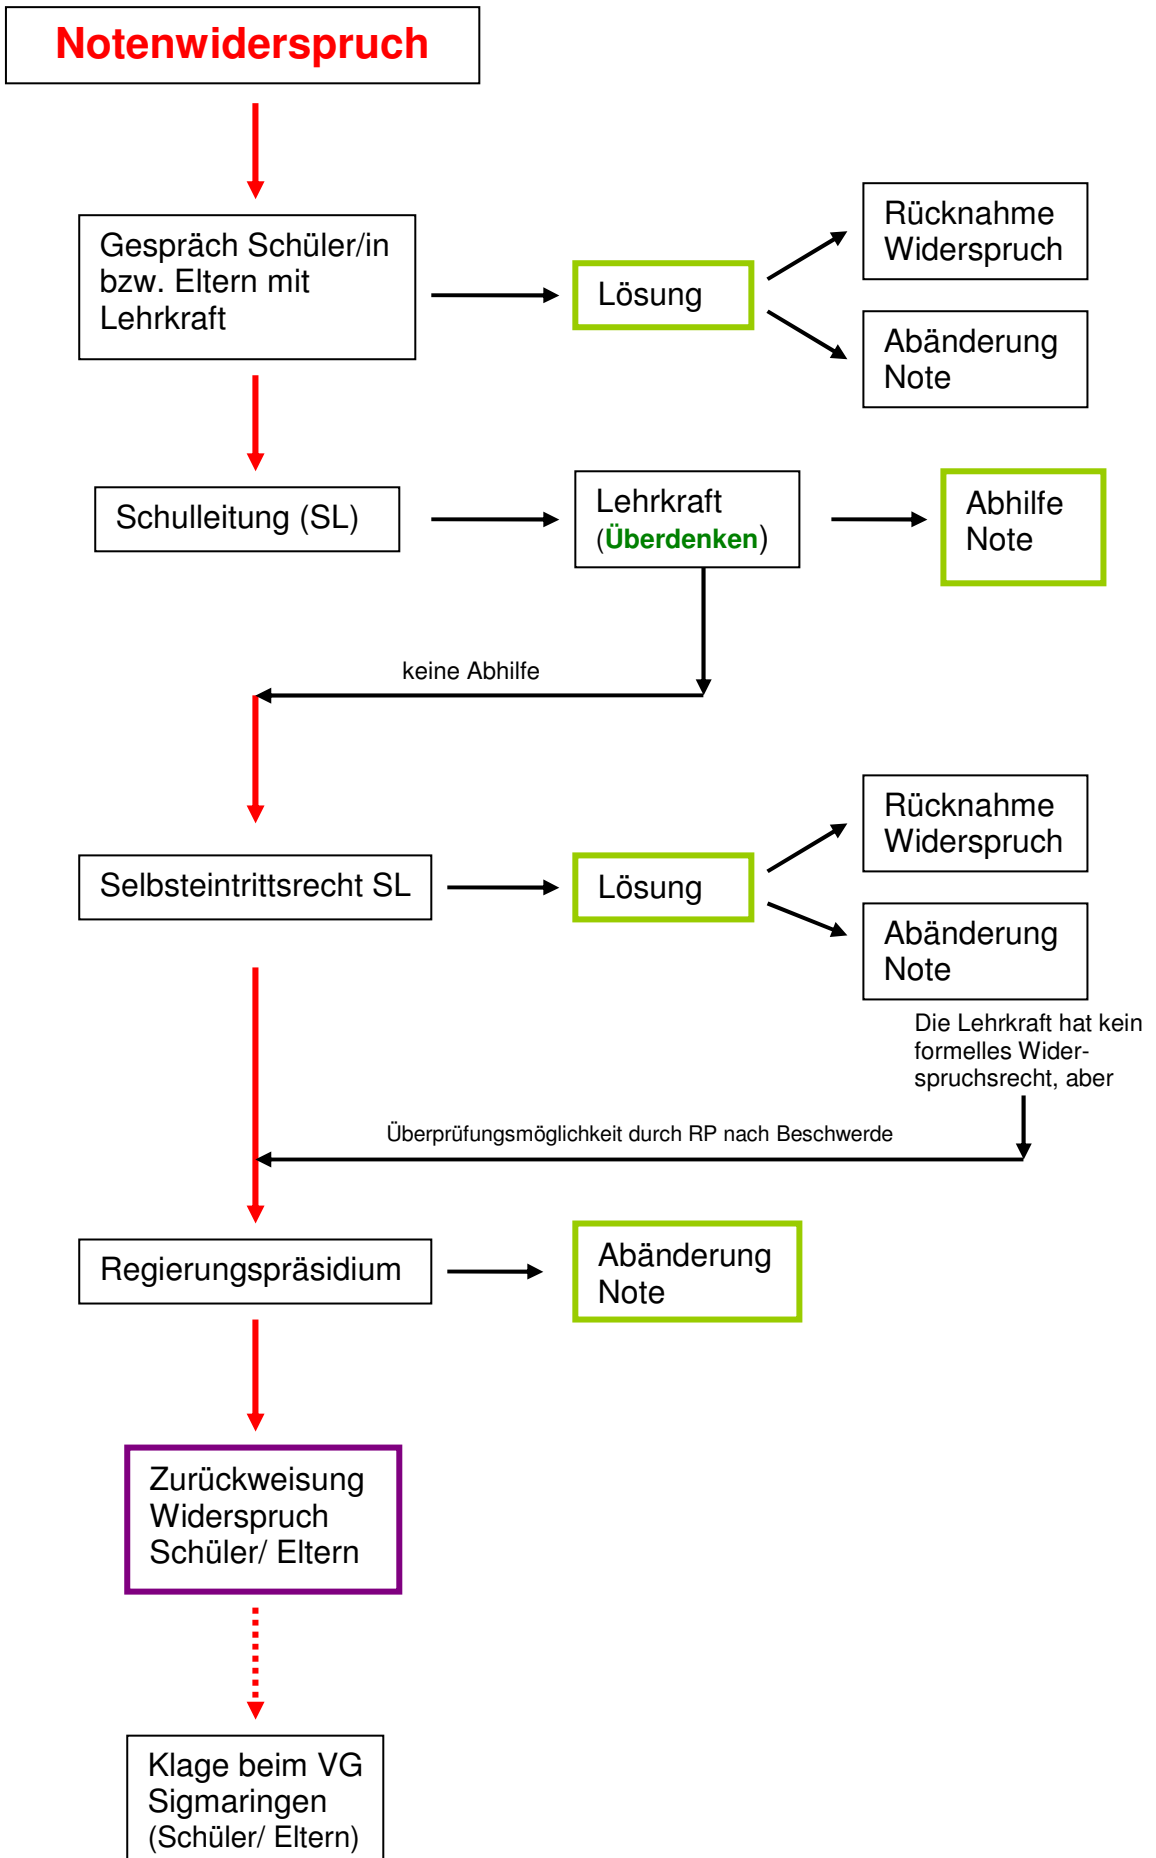 Notenwiderspruch
Gespräch Schüler/in
bzw. Eltern mit
Lehrkraft
Lösung
Rücknahme
Widerspruch
Abänderung
Note
Schulleitung (SL)
Lehrkraft
(Überdenken)
Abhilfe
Note
keine Abhilfe
Selbsteintrittsrecht SL
Lösung
Rücknahme
Widerspruch
Abänderung
Note
Die Lehrkraft hat kein
formelles Wider-
spruchsrecht, aber
Überprüfungsmöglichkeit durch RP nach Beschwerde
Regierungspräsidium
Abänderung
Note
Zurückweisung
Widerspruch
Schüler/ Eltern
Klage beim VG
Sigmaringen
(Schüler/ Eltern)